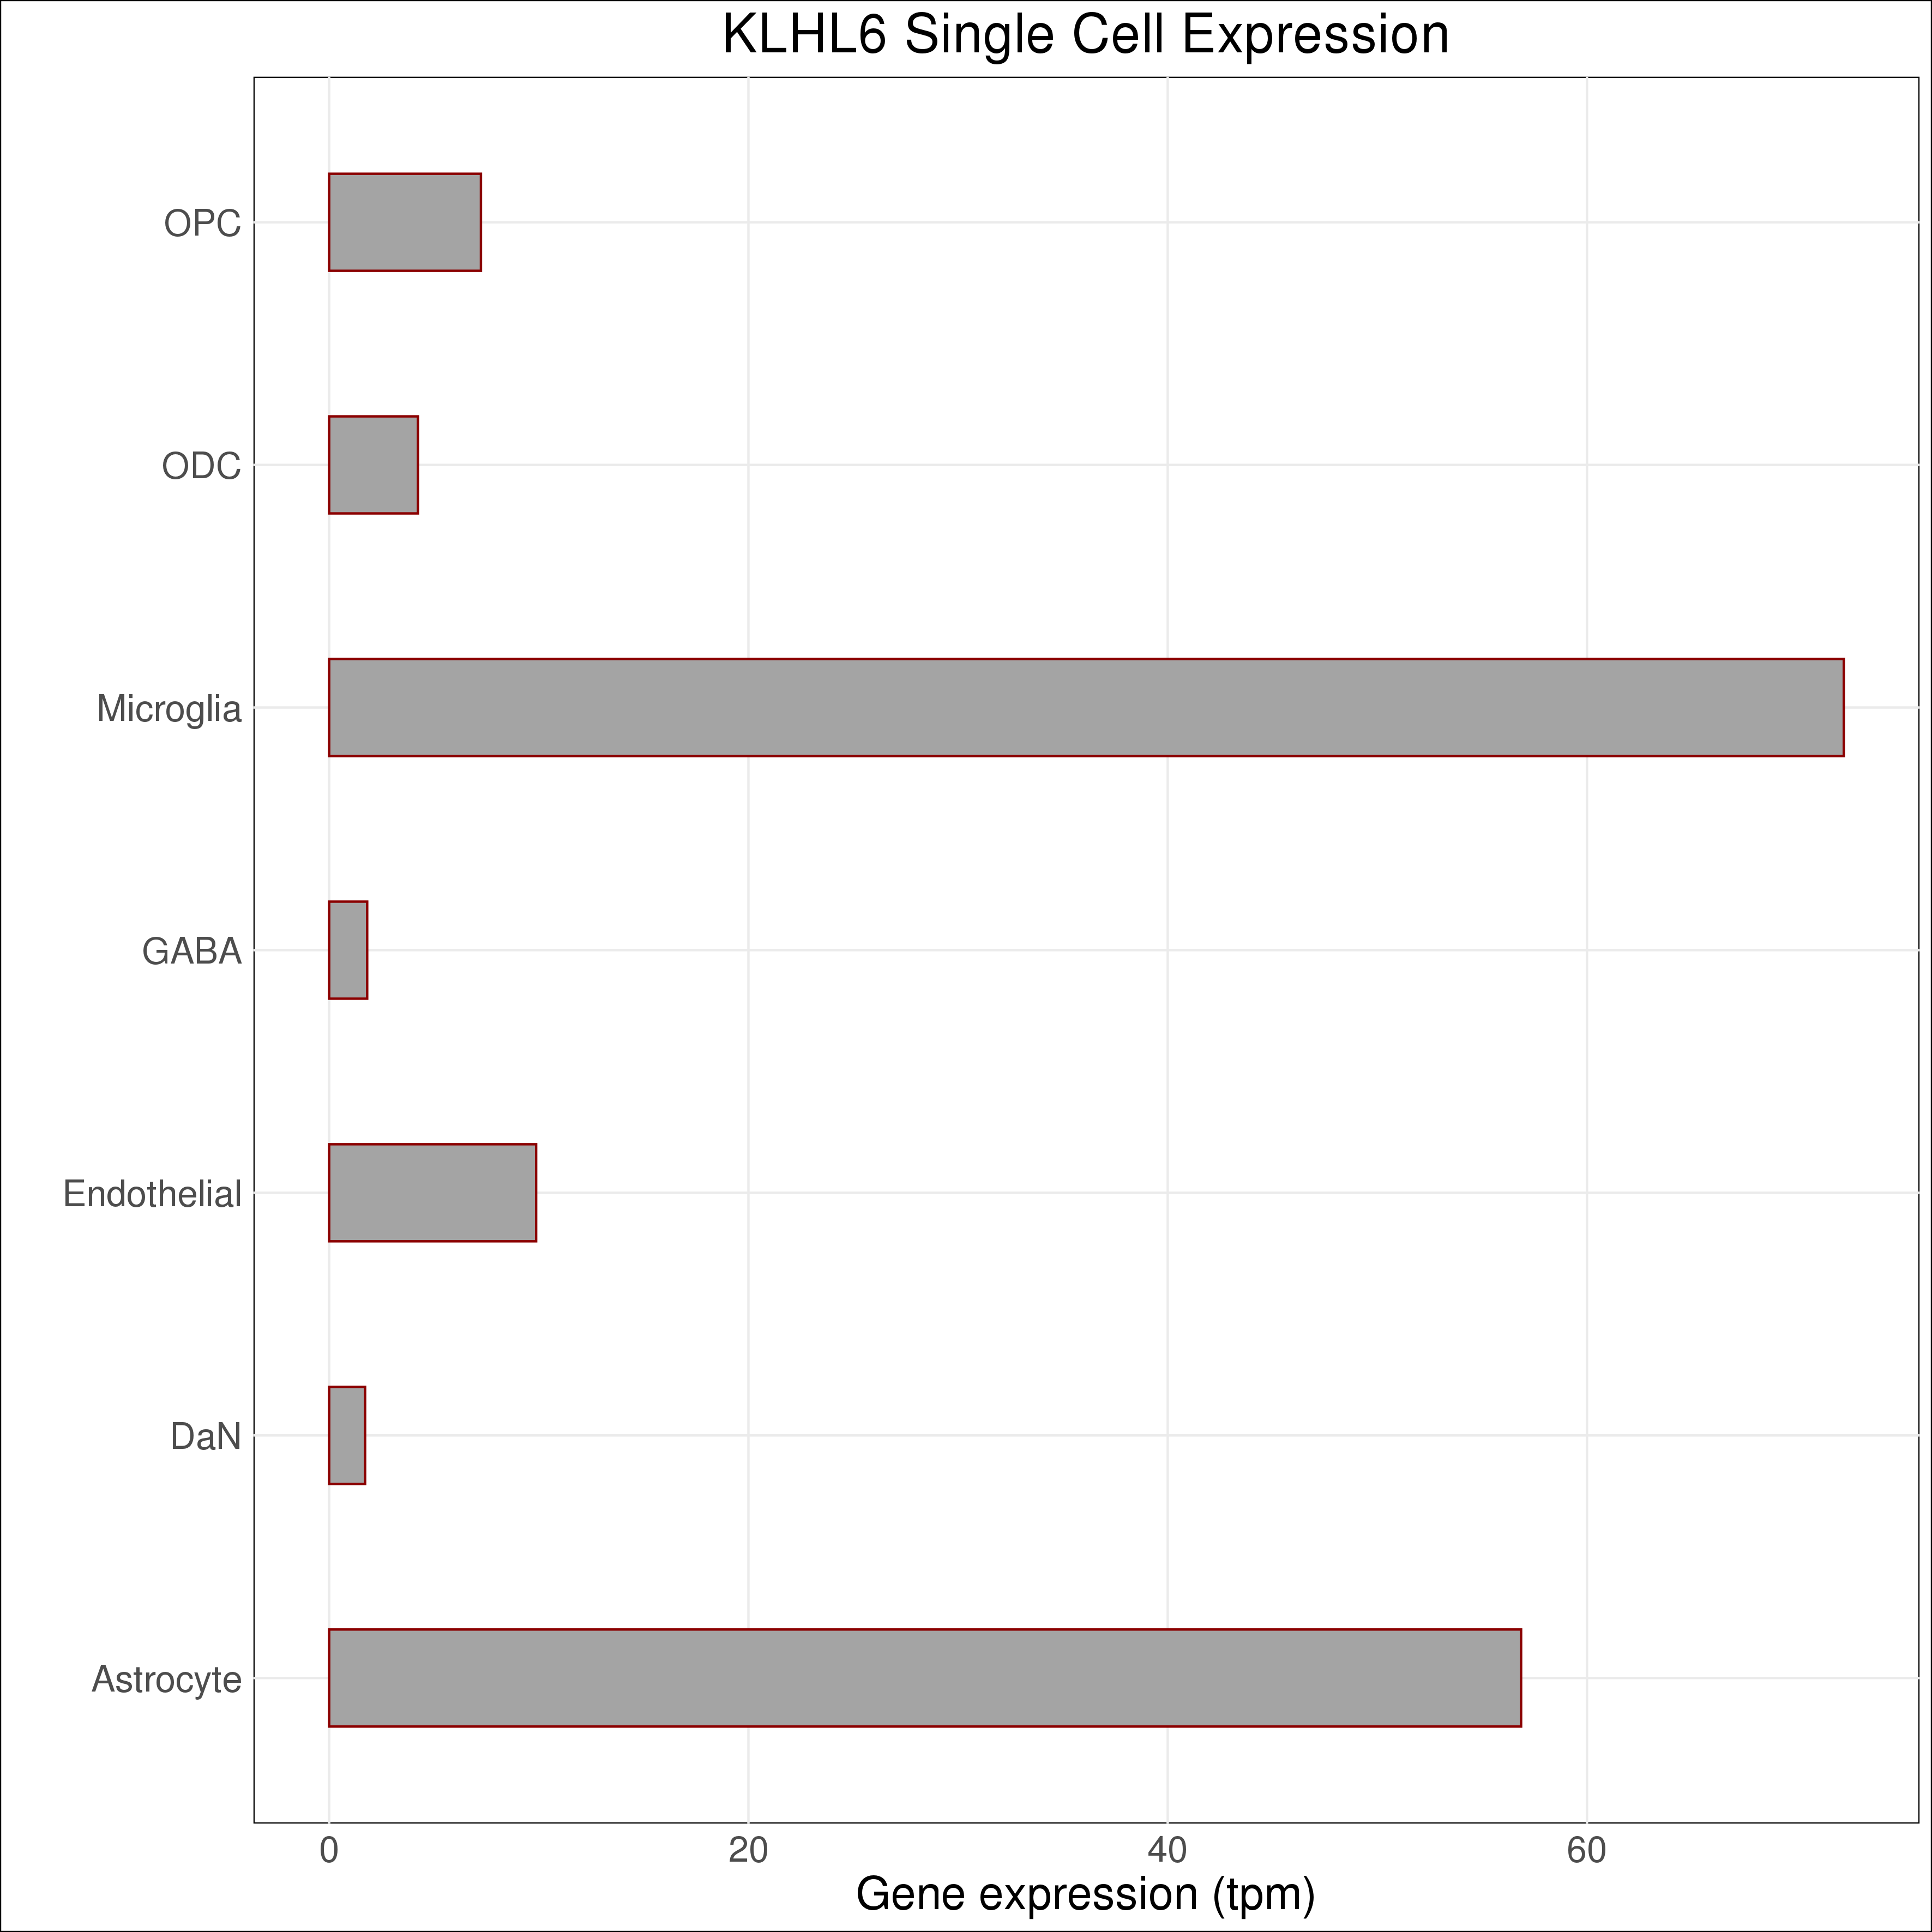 KLHL6 Single Cell Expression
OPC
ODC
Microglia
GABA
Endothelial
DaN
Astrocyte
0 20 40 60
Gene expression (tpm)